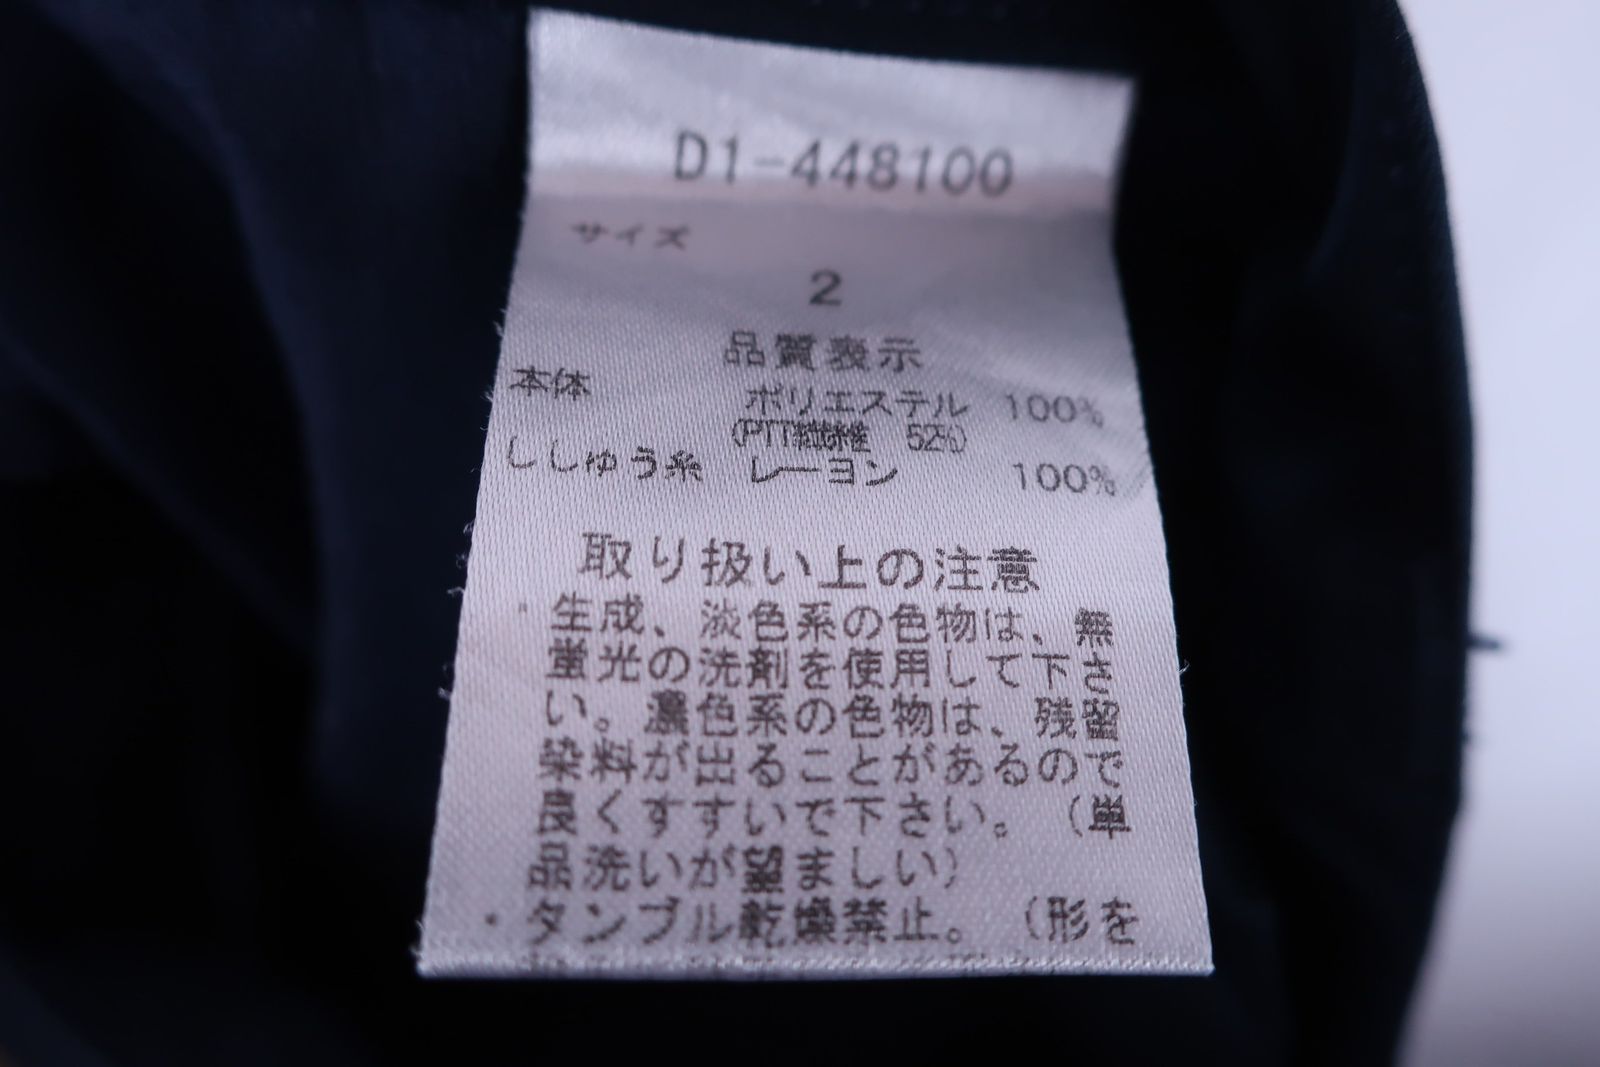 D1-448100
サイズ
2
品質表示
本体 ポリエステル 100%
(PTT繊維 52%)
ししゅう糸 レーヨン 100%
取り扱い上の注意
・生成、淡色系の色物は、無
蛍光の洗剤を使用して下さ
い。濃色系の色物は、残留
染料が出ることがあるので
良くすすいで下さい。(単
品洗いが望ましい)
・タンブル乾燥禁止。(形を